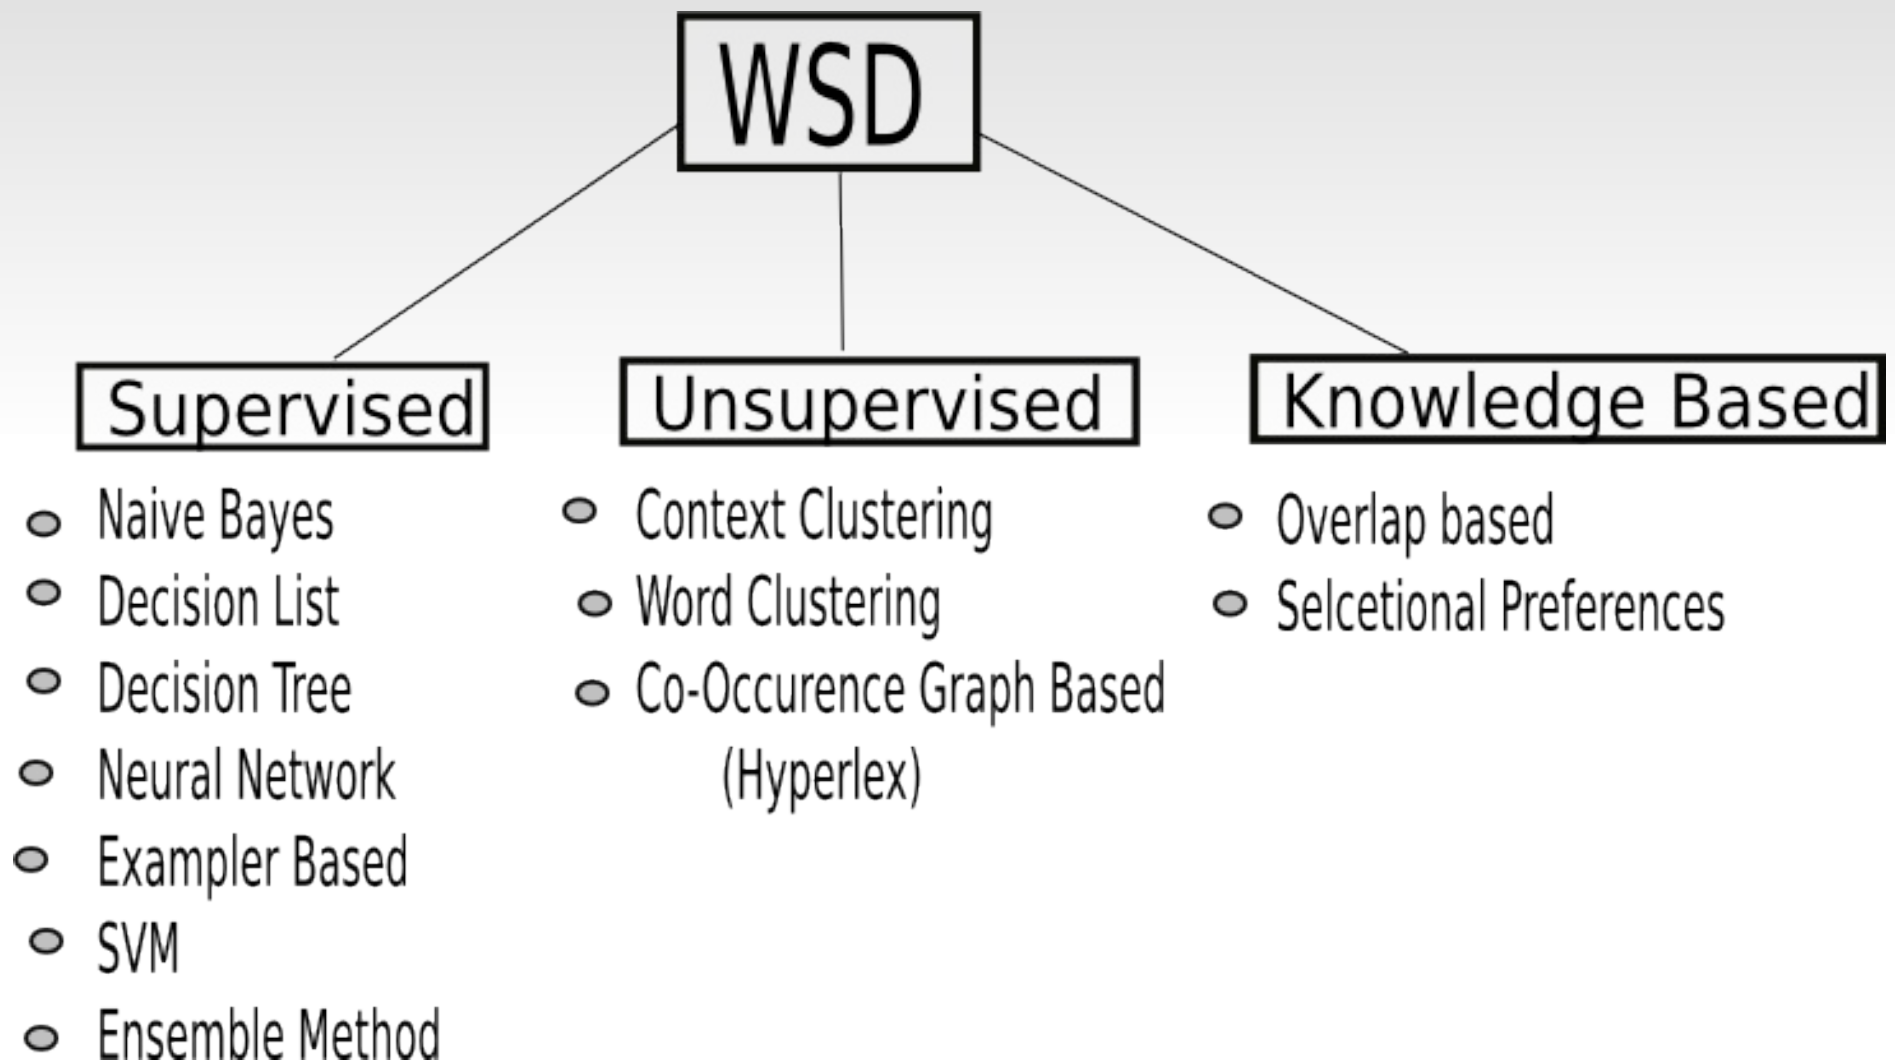 WSD
Supervised
Naive Bayes
Decision List
Decision Tree
Neural Network
Exampler Based
SVM
Ensemble Method
Unsupervised
Context Clustering
Word Clustering
Co-Occurence Graph Based
(Hyperlex)
Knowledge Based
Overlap based
Selcetional Preferences